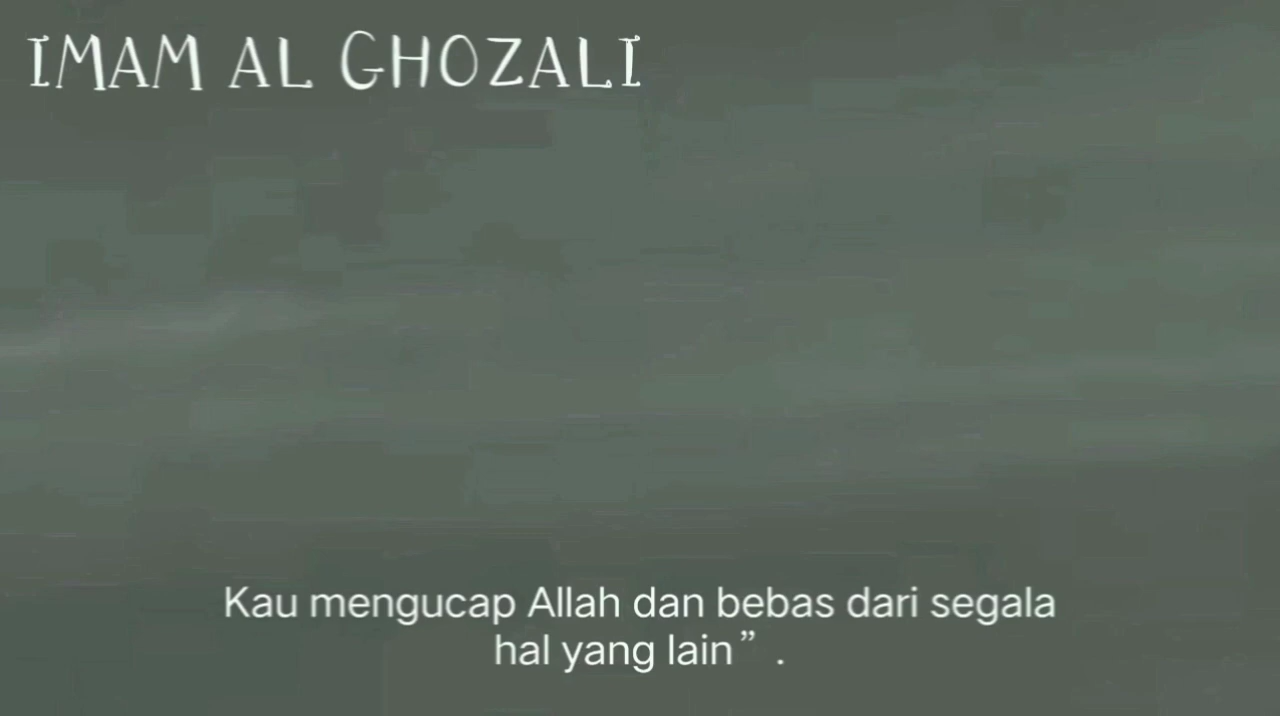 IMAM AL GHOZALI
Kau mengucap Allah dan bebas dari segala
hal yang lain” .